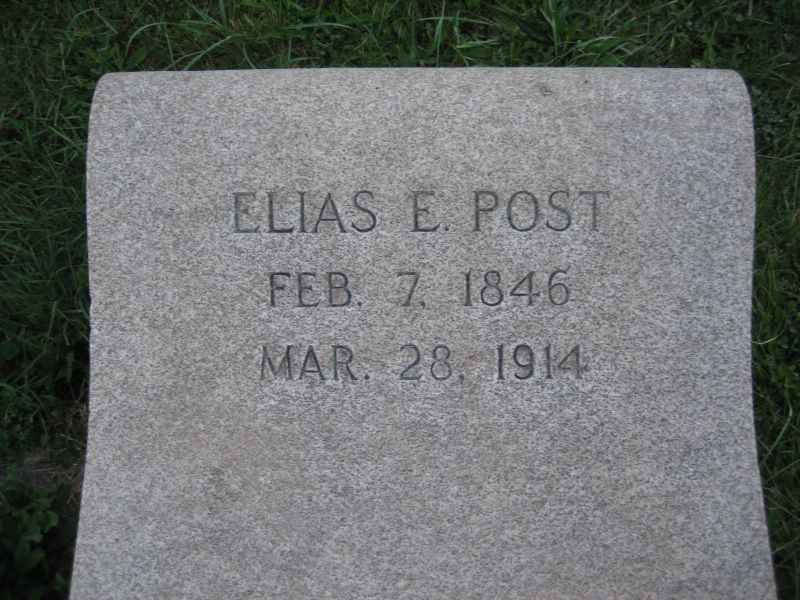 ELIAS E. POST
FEB. 7, 1846
MAR. 28, 1914